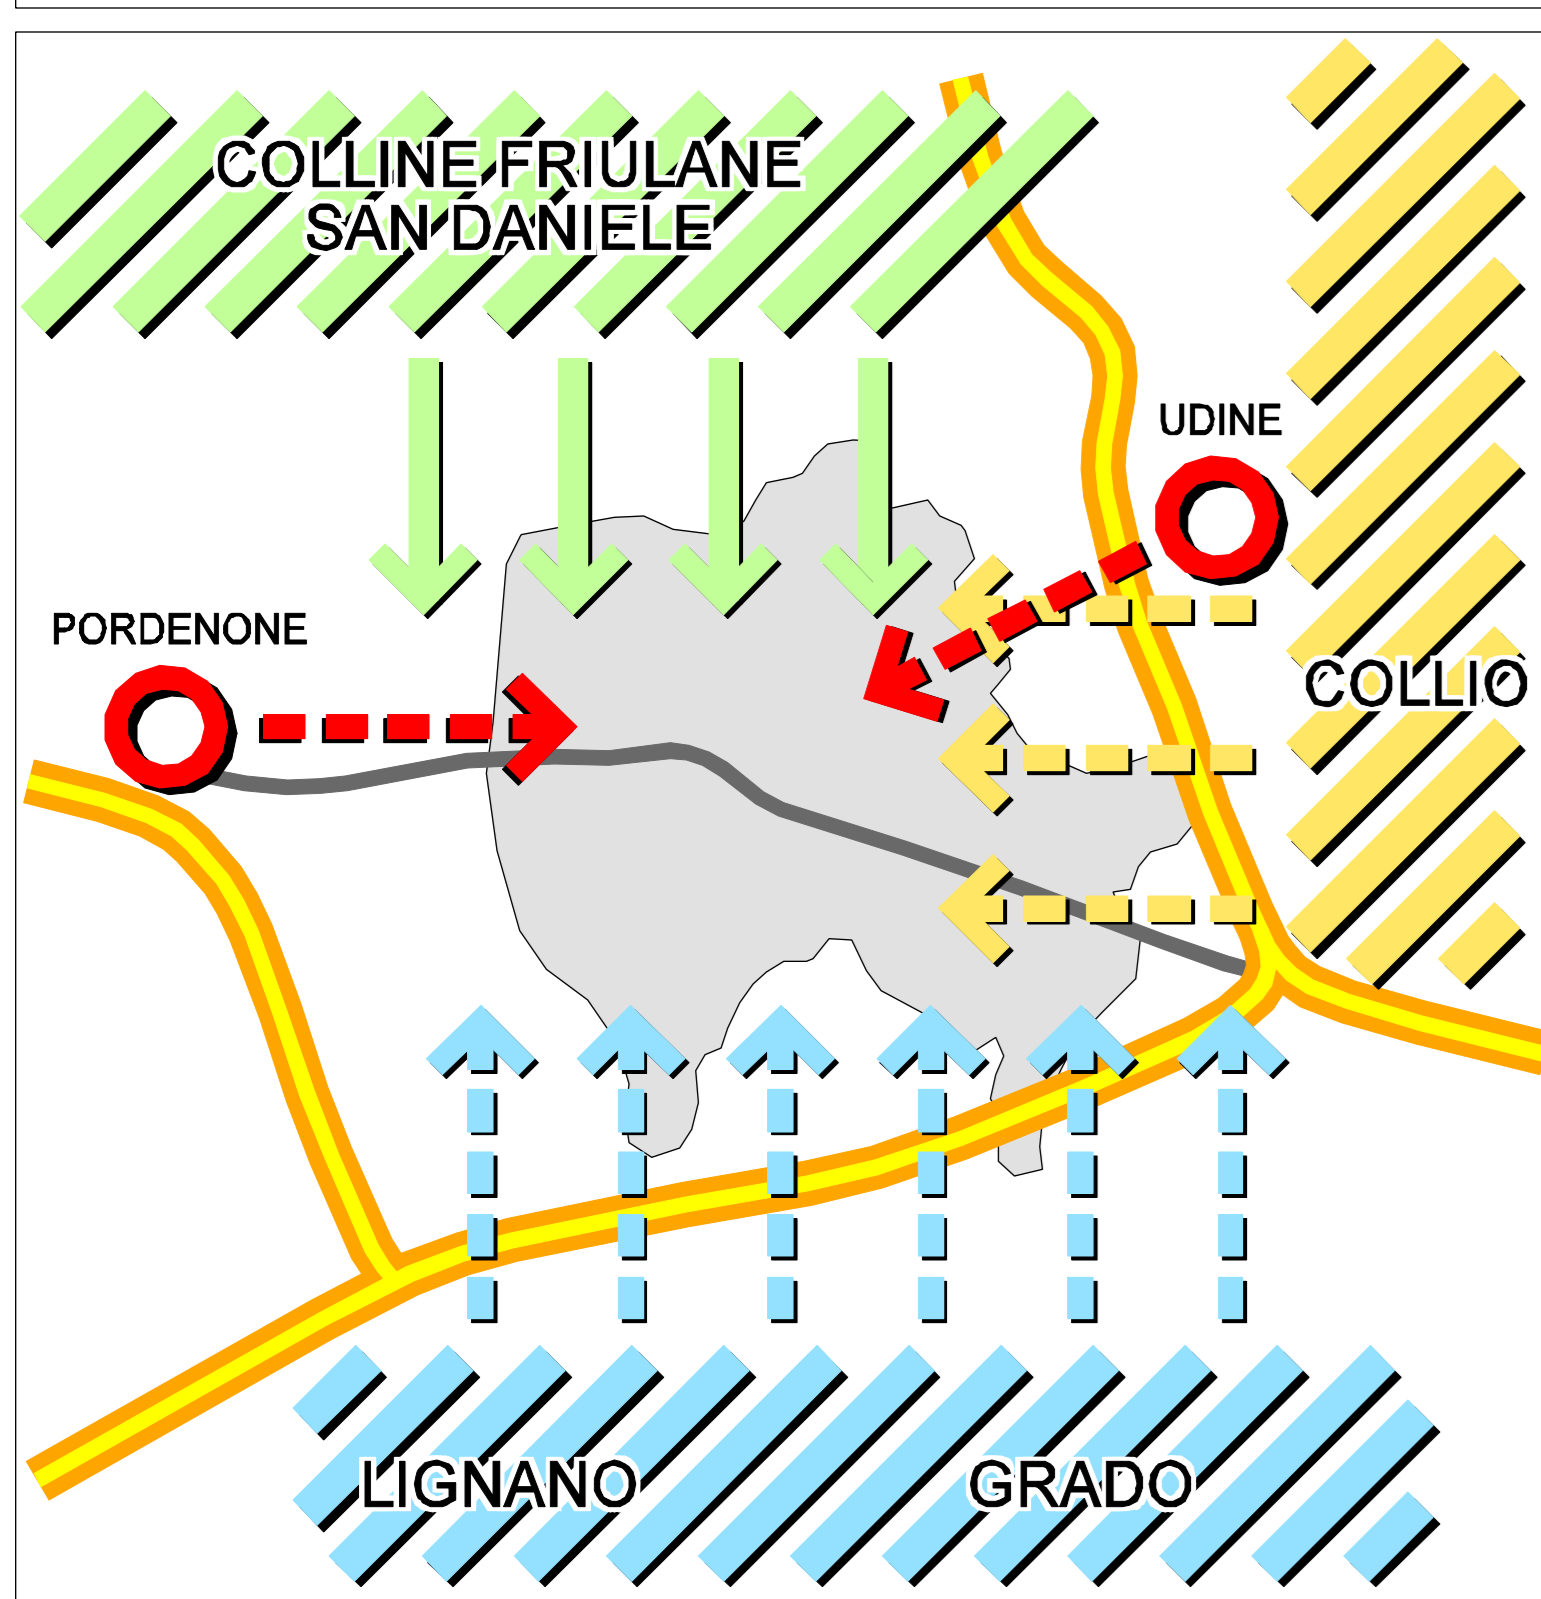 COLLINE FRIULANE
SAN DANIELE
UDINE
PORDENONE
COLLIO
LIGNANO
GRADO